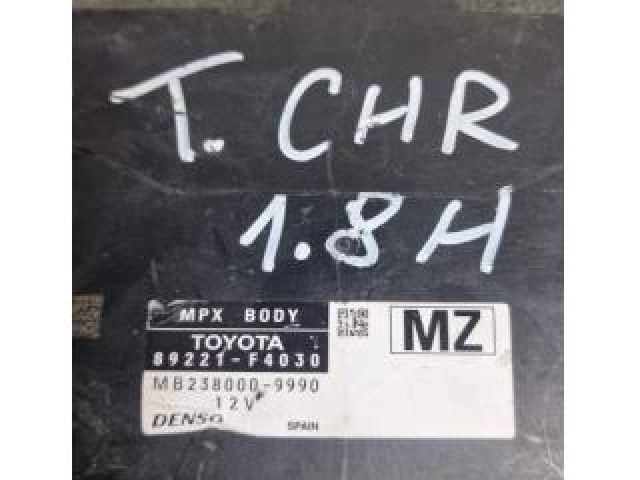 T. CHR
1.8H
MPX BODY
TOYOTA
89221-F4030
MB238000-9990
12V
DENSO
SPAIN
MZ